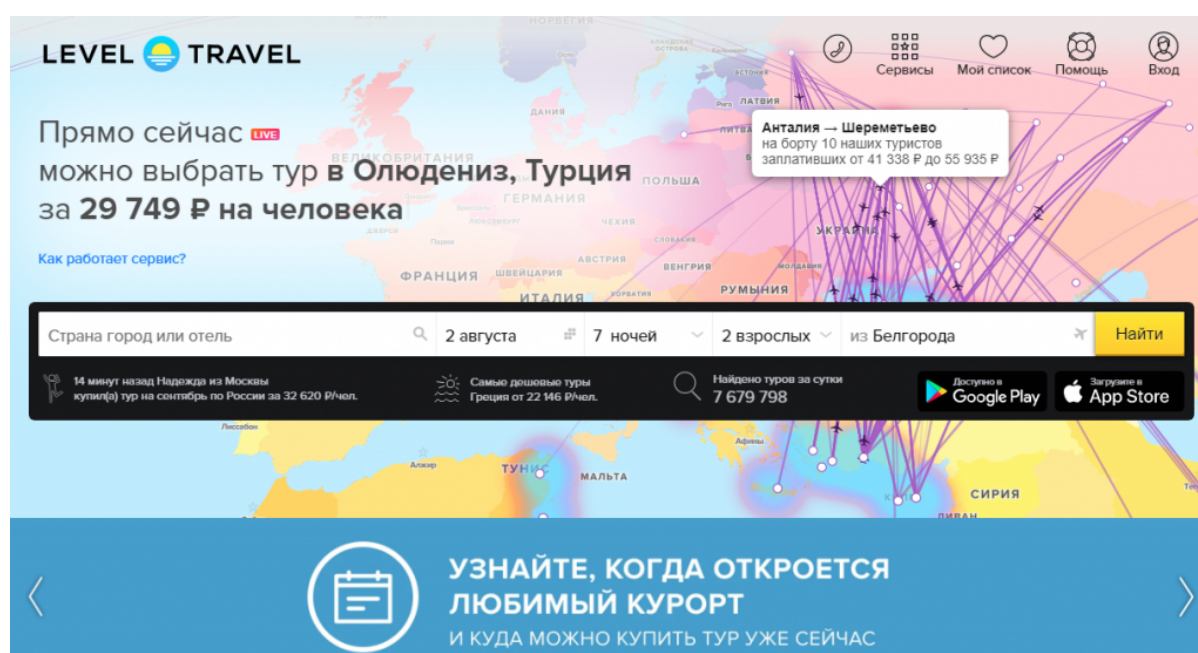 НОРВЕГИЯ
LEVEL TRAVEL
Сервисы
Мой список
Помощь
Вход
АЛАНДСКИЕ ОСТРОВА
ЭСТОНИЯ
Рига ЛАТВИЯ
ДАНИЯ
Прямо сейчас LIVE
можно выбрать тур в Олюдениз, Турция
за 29 749 ₽ на человека
Как работает сервис?
Анталия → Шереметьево
на борту 10 наших туристов
заплативших от 41 338 ₽ до 55 935 ₽
ВЕЛИКОБРИТАНИЯ
ПОЛЬША
ГЕРМАНИЯ
ЧЕХИЯ
СЛОВАКИЯ
УКРАИНА
АВСТРИЯ
ФРАНЦИЯ
ШВЕЙЦАРИЯ
ВЕНГРИЯ
МОЛДАВИЯ
ИТАЛИЯ
ХОРВАТИЯ
РУМЫНИЯ
Страна город или отель
2 августа
7 ночей
2 взрослых
из Белгорода
Найти
14 минут назад Надежда из Москвы
купил(а) тур на сентябрь по России за 32 620 ₽/чел.
Самые дешовые туры
Греция от 22 146 ₽/чел.
Найдено туров за сутки
7 679 798
Доступно в
Google Play
Загрузите в
App Store
Лиссабон
Афины
Алжир
ТУНИС
МАЛЬТА
СИРИЯ
ЛИВАН
УЗНАЙТЕ, КОГДА ОТКРОЕТСЯ
ЛЮБИМЫЙ КУРОРТ
И КУДА МОЖНО КУПИТЬ ТУР УЖЕ СЕЙЧАС